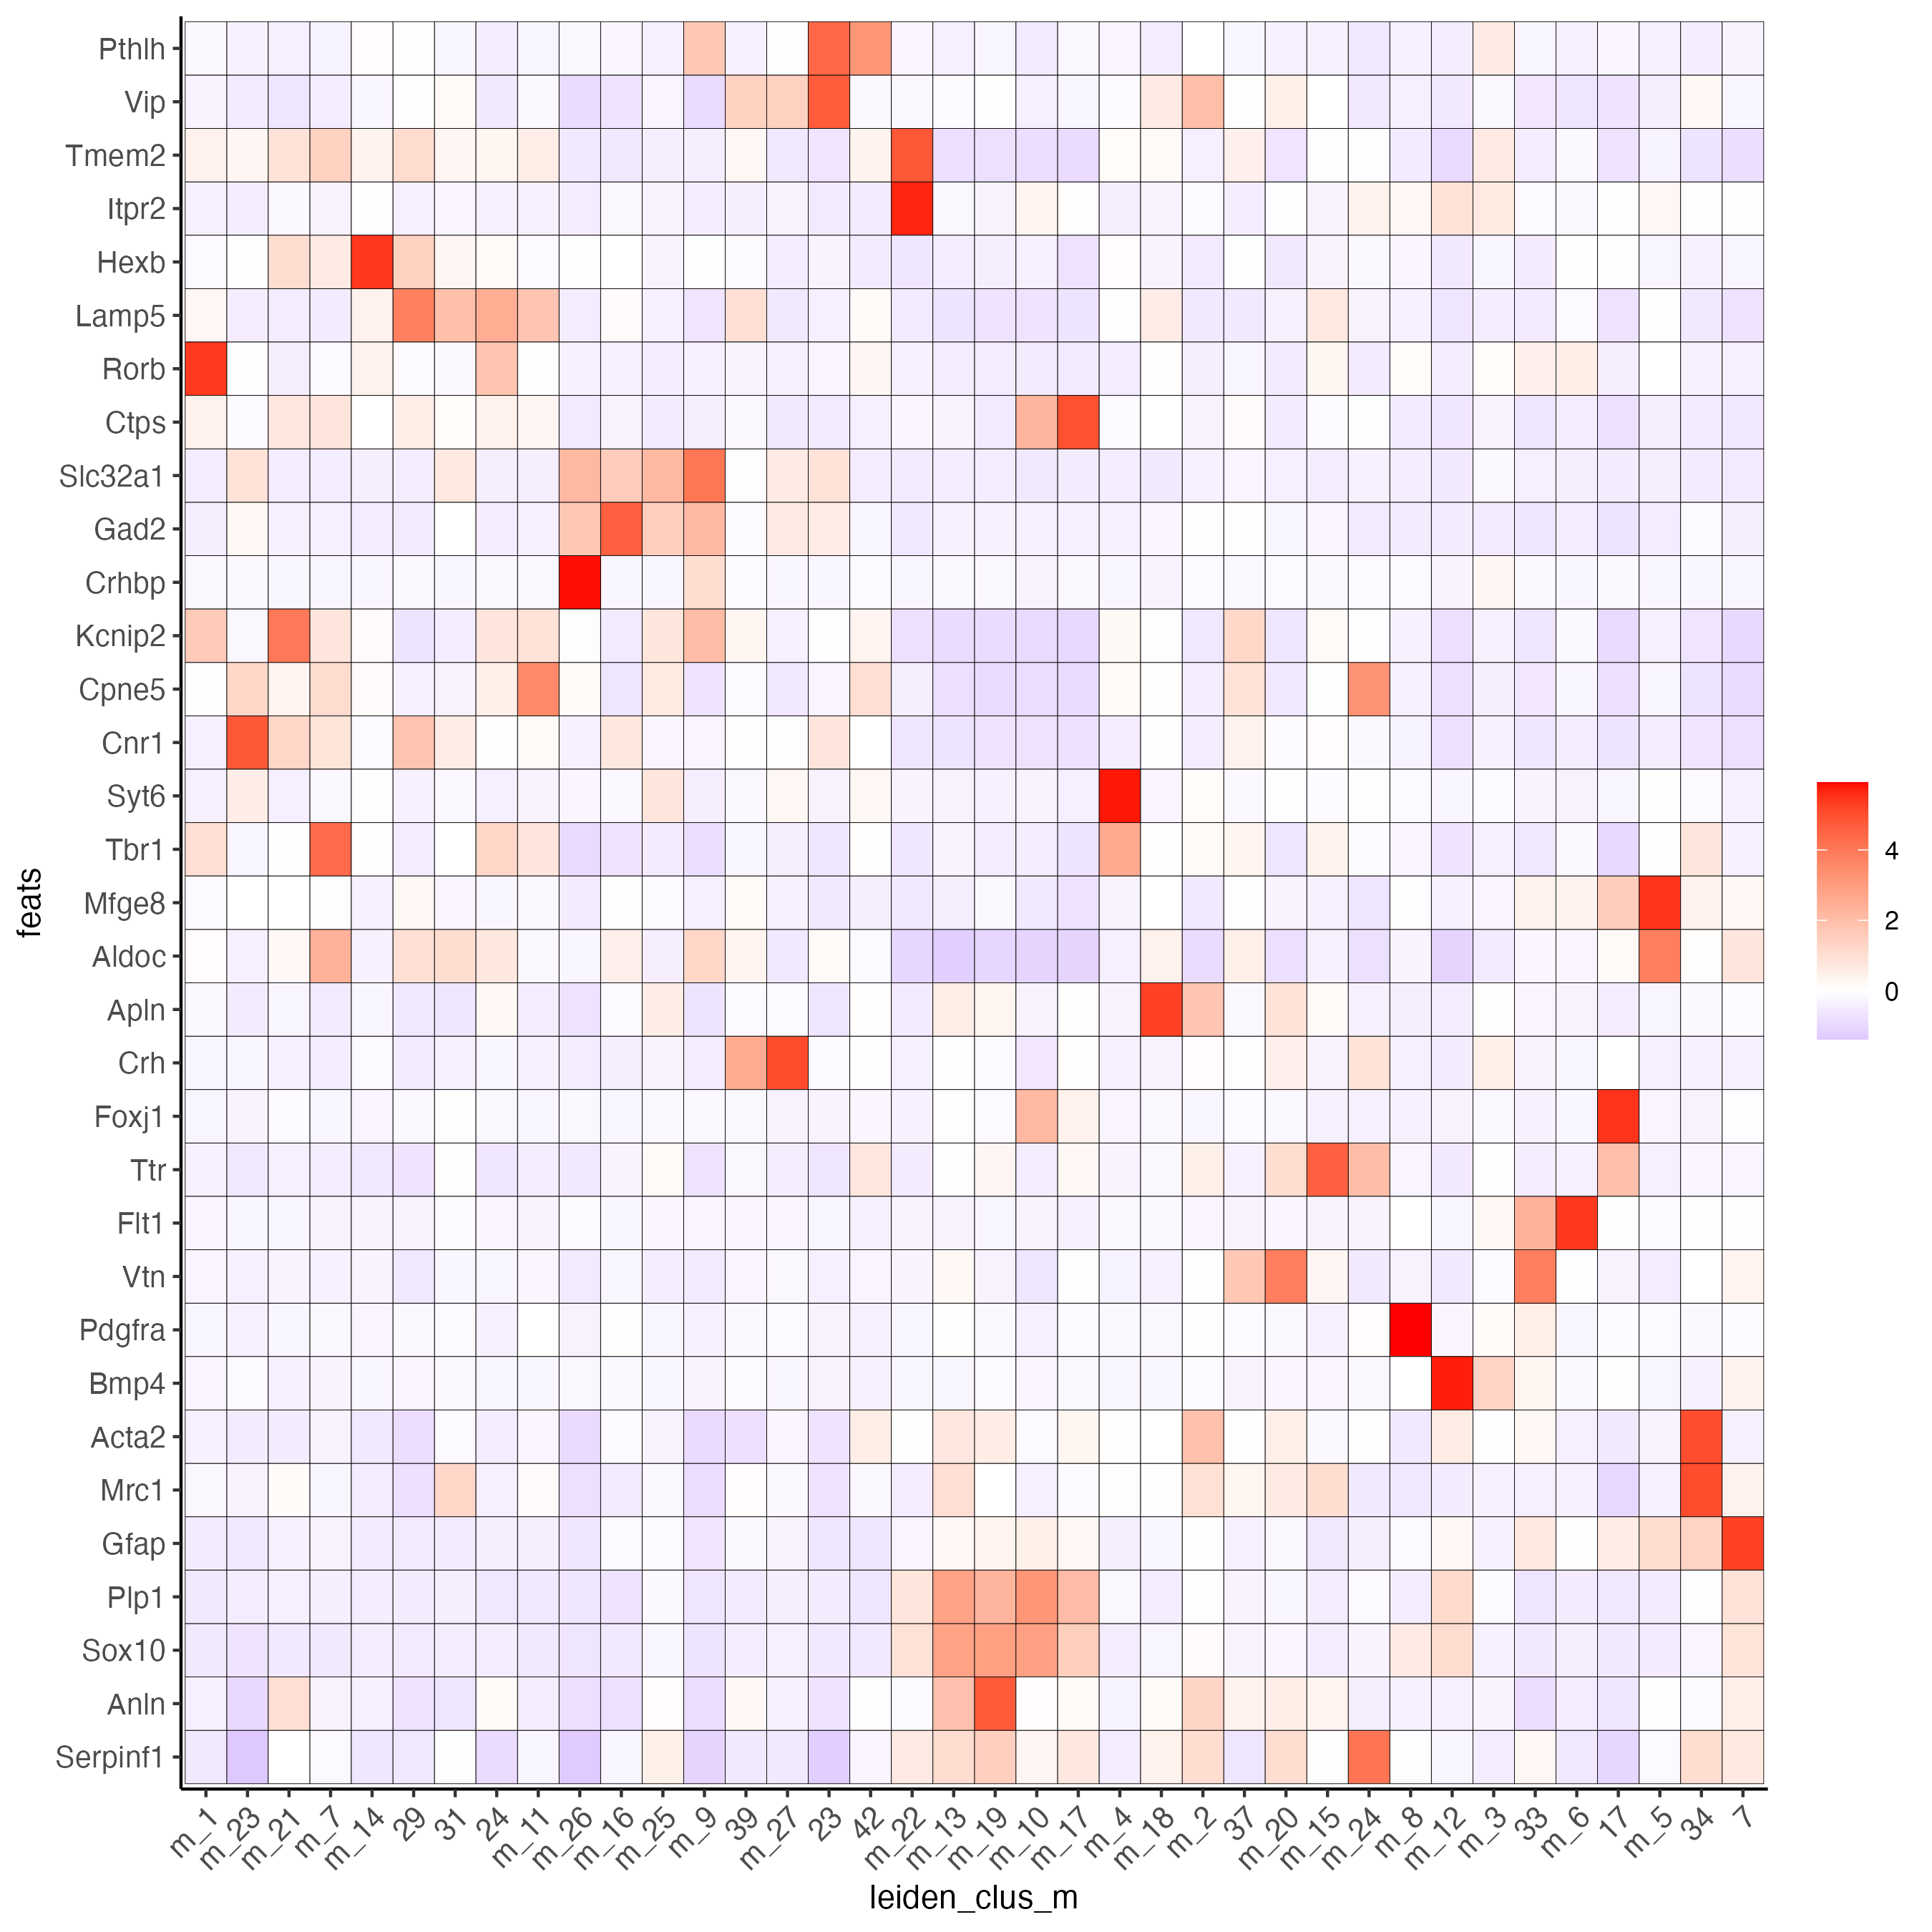 Pthlh
Vip
Tmem2
Itpr2
Hexb
Lamp5
Rorb
Ctps
Slc32a1
Gad2
Crhbp
Kcnip2
Cpne5
Cnr1
Syt6
Tbr1
Mfge8
Aldoc
Apln
Crh
Foxj1
Ttr
Flt1
Vtn
Pdgfra
Bmp4
Acta2
Mrc1
Gfap
Plp1
Sox10
Anln
Serpinf1
feats
4
2
0
m_1 m_23 m_21 m_7 m_14 29 31 24 m_11 m_26 m_16 m_25 m_9 39 m_27 23 42 m_22 m_13 m_19 m_10 m_17 m_4 m_18 m_2 37 m_20 m_15 m_24 m_8 m_12 m_3 33 m_6 17 m_5 34 7
leiden_clus_m